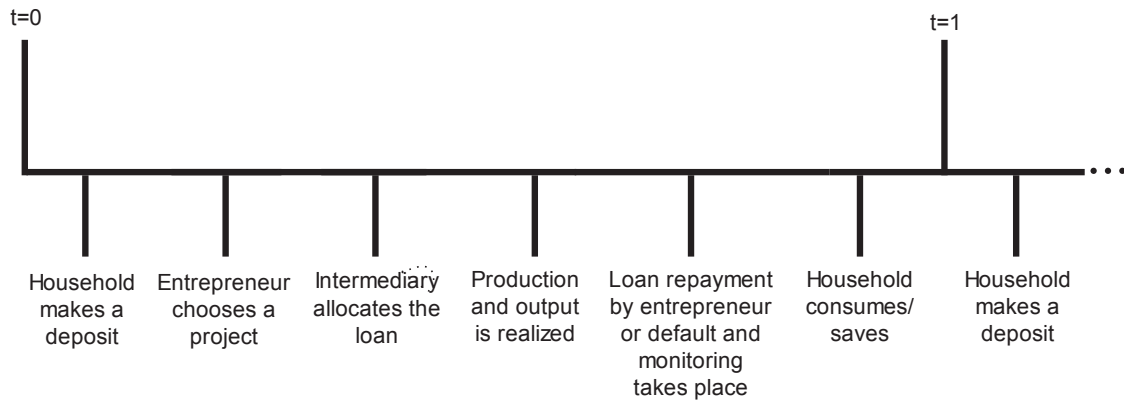 t=0
t=1
Household
makes a
deposit
Entrepreneur
chooses a
project
Intermediary
allocates the
loan
Production
and output
is realized
Loan repayment
by entrepreneur
or default and
monitoring
takes place
Household
consumes/
saves
Household
makes a
deposit